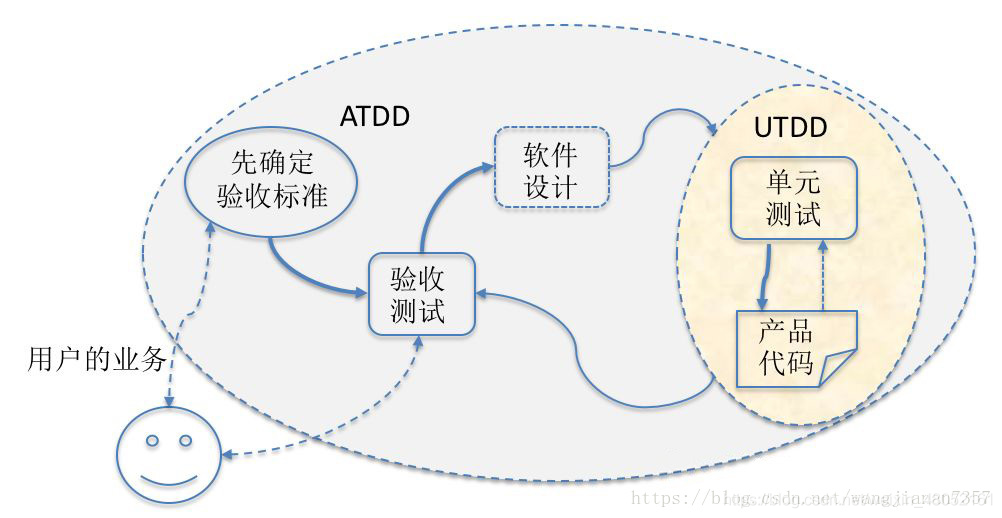 ATDD
先确定
验收标准
软件
设计
UTDD
单元
测试
验收
测试
产品
代码
用户的业务
https://blog.csdn.net/wangjianan7357